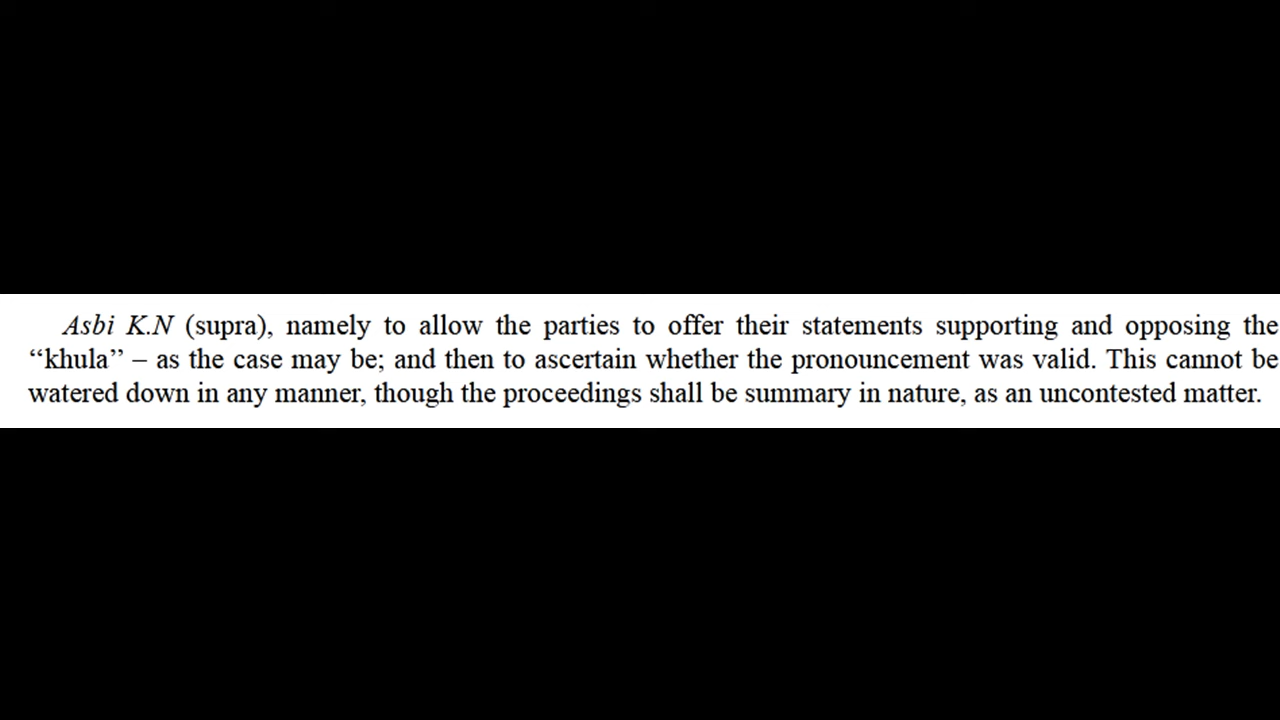 Asbi K.N (supra), namely to allow the parties to offer their statements supporting and opposing the
“khula” – as the case may be; and then to ascertain whether the pronouncement was valid. This cannot be
watered down in any manner, though the proceedings shall be summary in nature, as an uncontested matter.